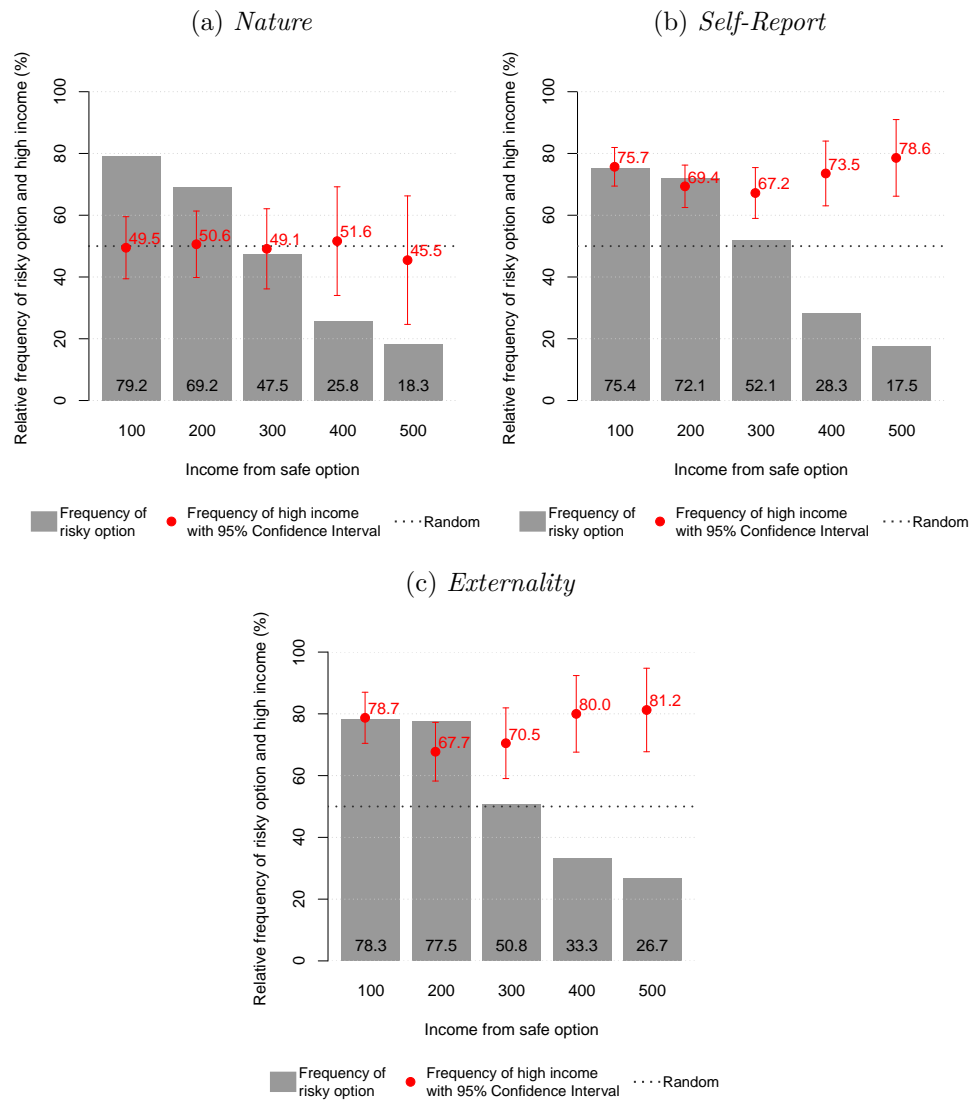 (a) Nature
Relative frequency of risky option and high income (%)
100
80
60
40
20
0
49.5
50.6
49.1
51.6
45.5
79.2
69.2
47.5
25.8
18.3
100
200
300
400
500
Income from safe option
Frequency of
risky option
Frequency of high income
with 95% Confidence Interval
Random
(b) Self-Report
Relative frequency of risky option and high income (%)
100
80
60
40
20
0
75.7
69.4
67.2
73.5
78.6
75.4
72.1
52.1
28.3
17.5
100
200
300
400
500
Income from safe option
Frequency of
risky option
Frequency of high income
with 95% Confidence Interval
Random
(c) Externality
Relative frequency of risky option and high income (%)
100
80
60
40
20
0
78.7
67.7
70.5
80.0
81.2
78.3
77.5
50.8
33.3
26.7
100
200
300
400
500
Income from safe option
Frequency of
risky option
Frequency of high income
with 95% Confidence Interval
Random